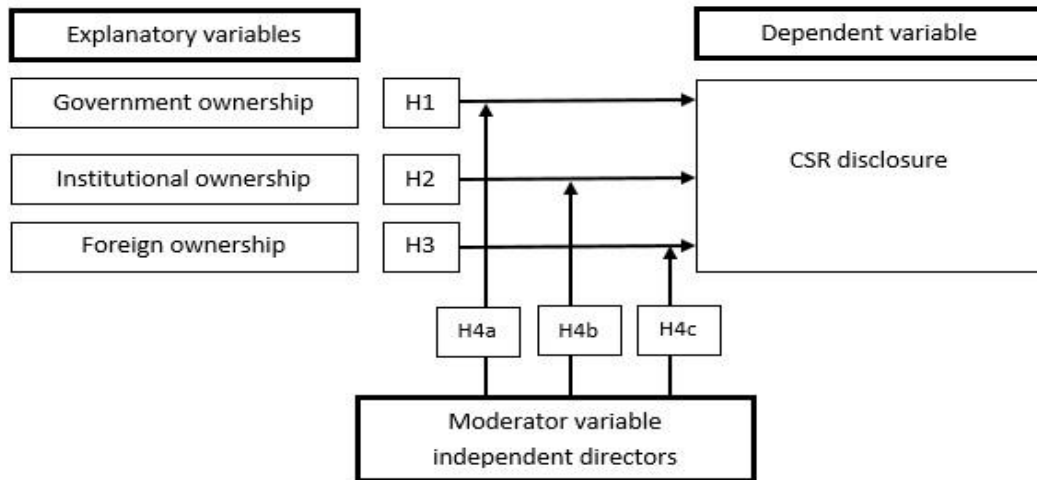 Explanatory variables
Dependent variable
Government ownership
H1
CSR disclosure
Institutional ownership
H2
Foreign ownership
H3
H4a
H4b
H4c
Moderator variable
independent directors